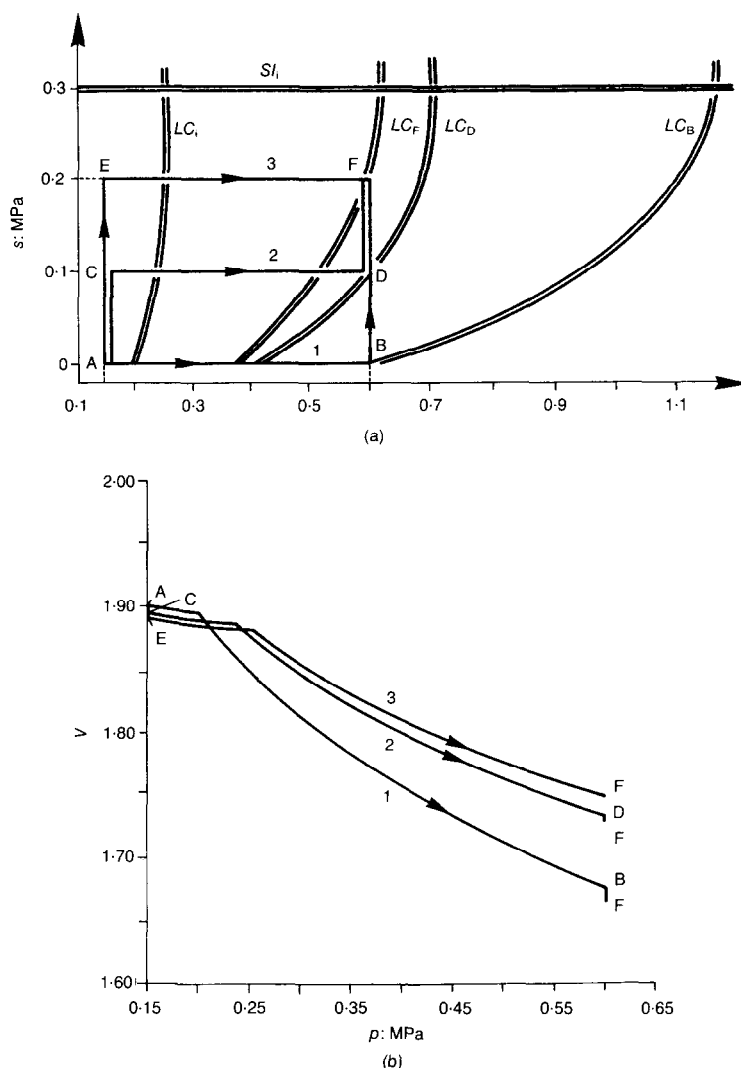 0·3
SI_i
LC_i
LC_F
LC_D
LC_B
E
3
F
0·2
s: MPa
2
C
0·1
D
1
B
0
A
0·1
0·3
0·5
0·7
0·9
1·1
(a)
2·00
1·90
A
C
E
V
1·80
3
2
1
F
D
F
1·70
B
F
1·60
0·15
0·25
0·35
0·45
0·55
0·65
p: MPa
(b)